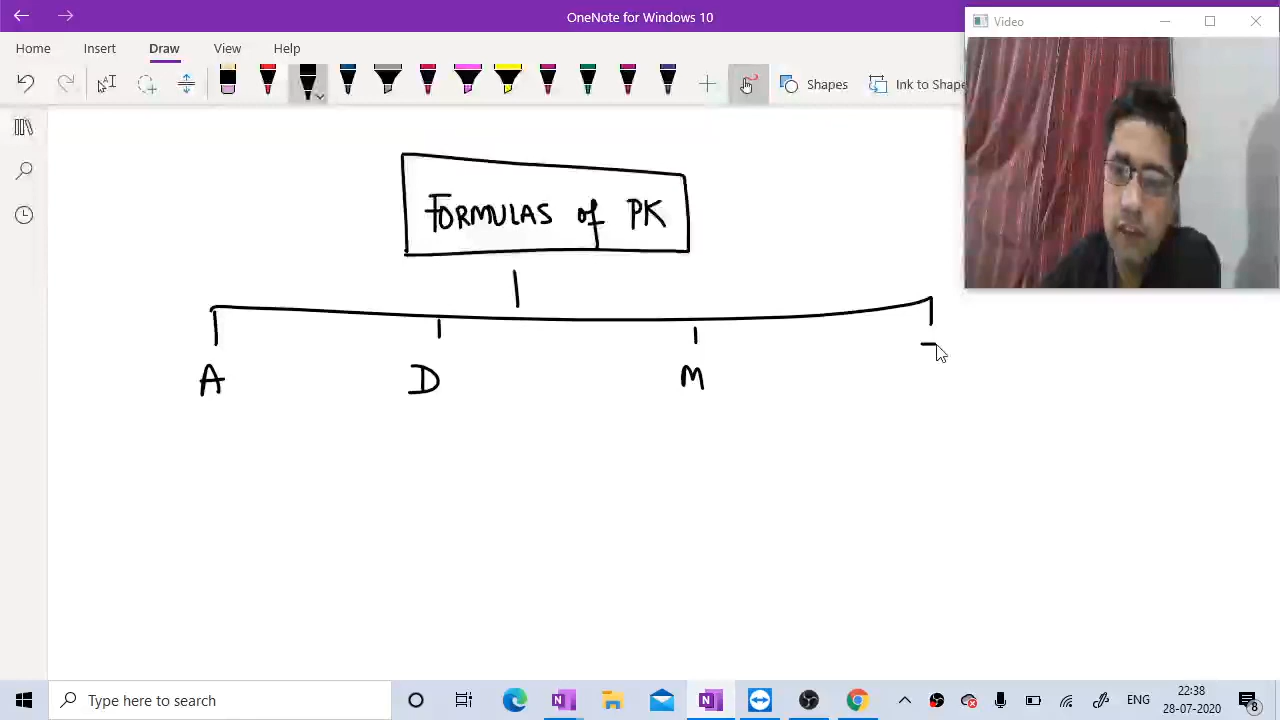 OneNote for Windows 10
Video
Home Insert Draw View Help
Shapes Ink to Shape
FORMULAS of PK
A D M
Type here to search
ENG 22:38
28-07-2020 8